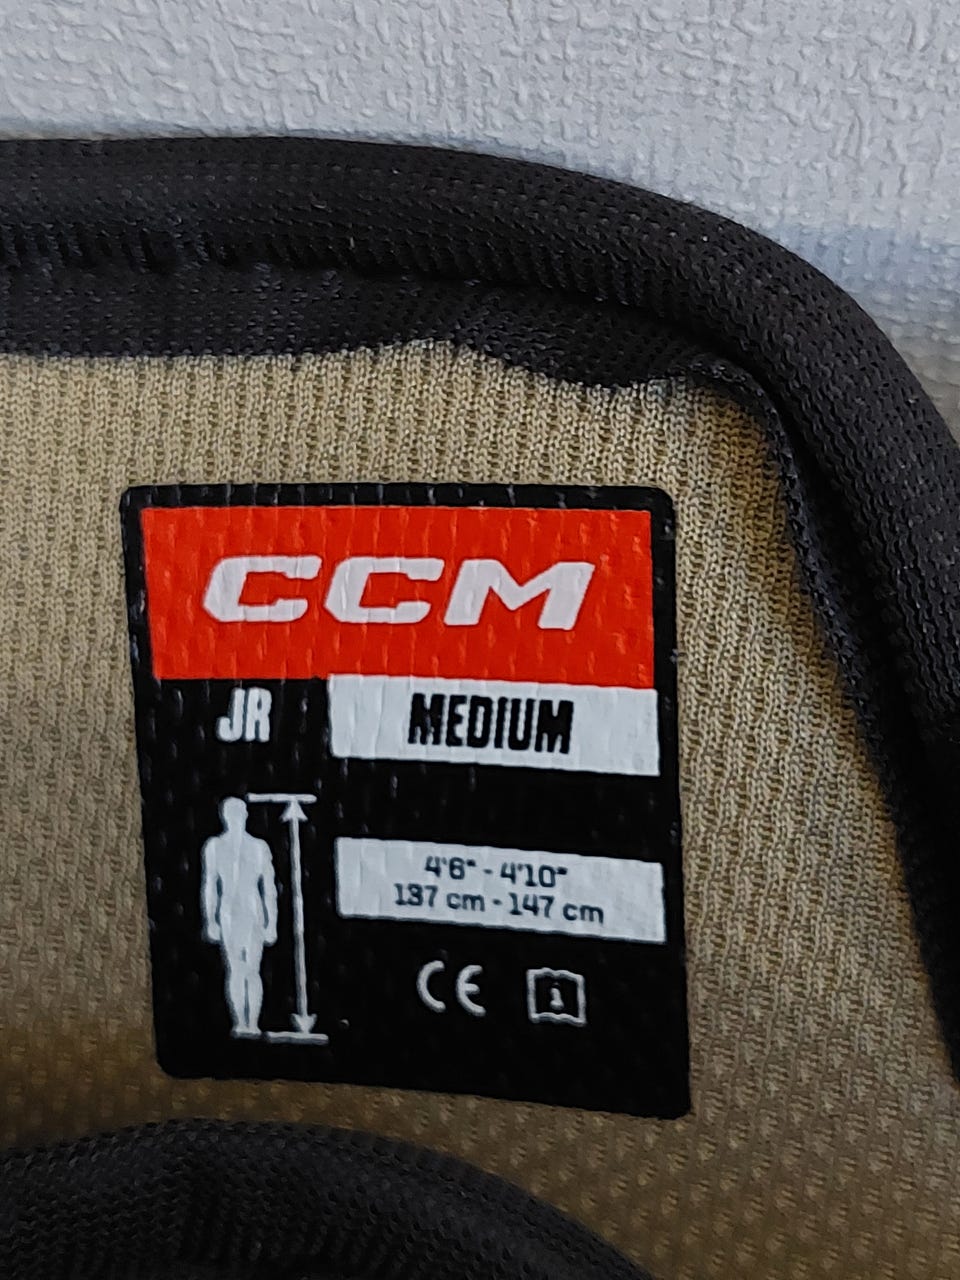 CCM
JR MEDIUM
4'6" - 4'10"
137 cm - 147 cm
CE i